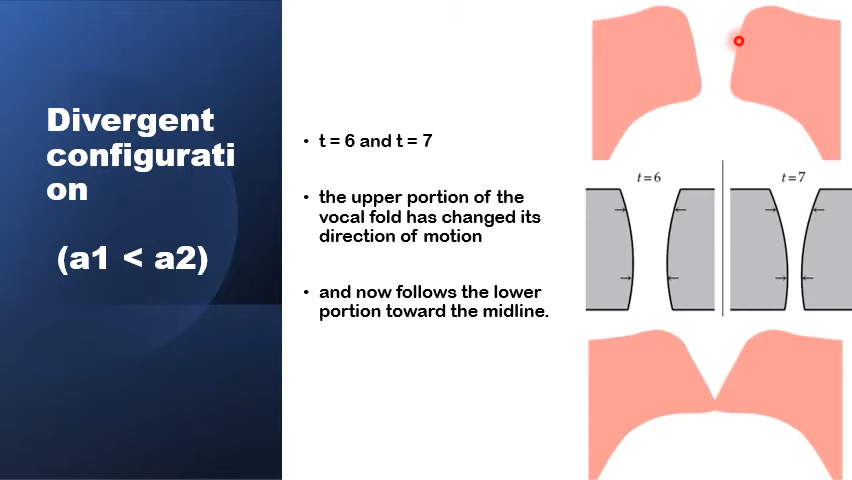 Divergent
configurati
on
(a1 < a2)
• t = 6 and t = 7
• the upper portion of the
vocal fold has changed its
direction of motion
• and now follows the lower
portion toward the midline.
t=6
t=7